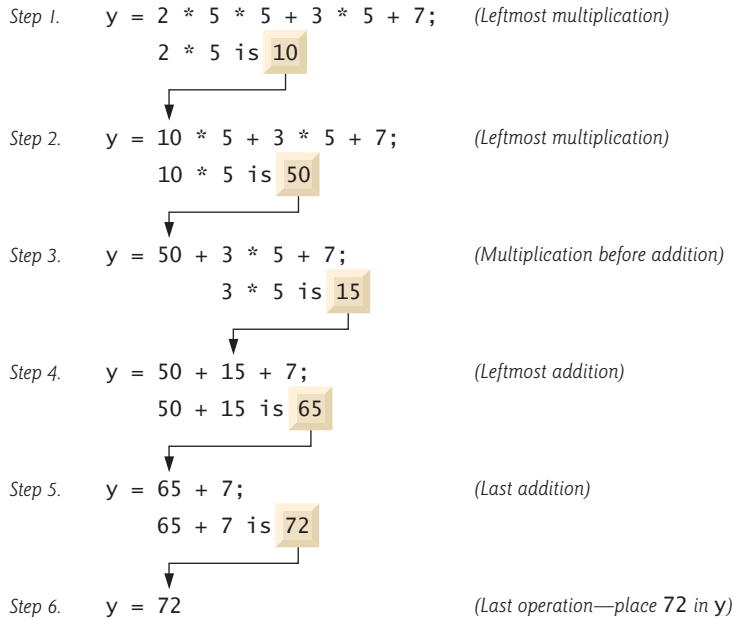 Step 1. y = 2 * 5 * 5 + 3 * 5 + 7; (Leftmost multiplication)
2 * 5 is 10
Step 2. y = 10 * 5 + 3 * 5 + 7; (Leftmost multiplication)
10 * 5 is 50
Step 3. y = 50 + 3 * 5 + 7; (Multiplication before addition)
3 * 5 is 15
Step 4. y = 50 + 15 + 7; (Leftmost addition)
50 + 15 is 65
Step 5. y = 65 + 7; (Last addition)
65 + 7 is 72
Step 6. y = 72 (Last operation—place 72 in y)